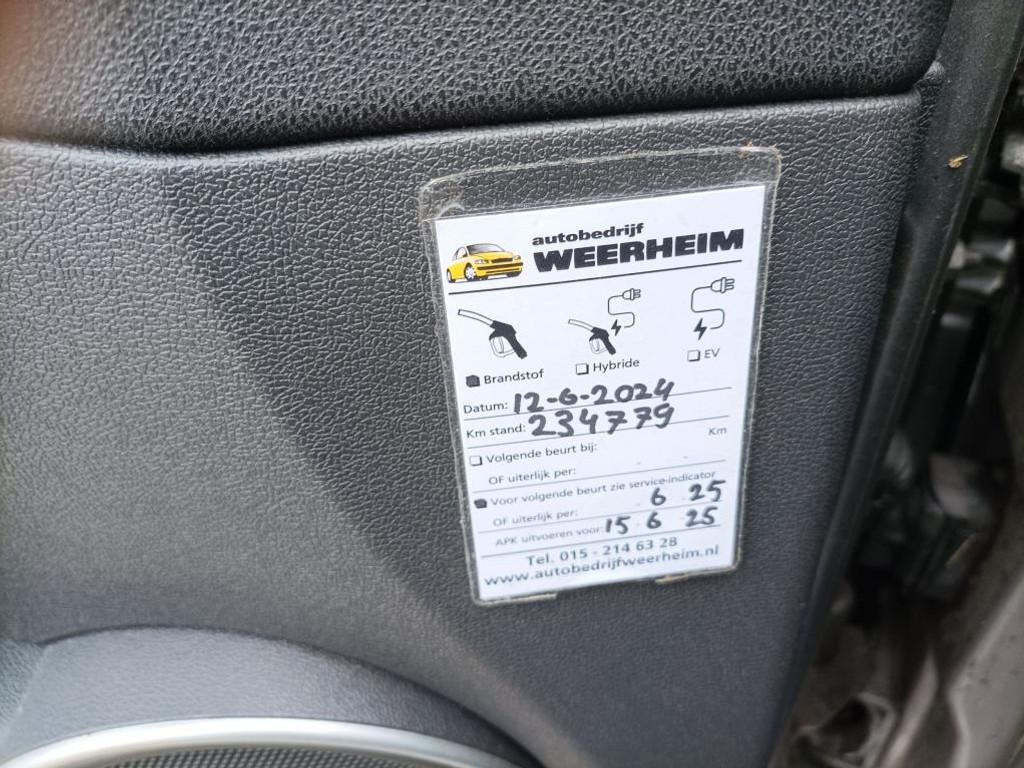 autobedrijf
WEERHEIM
Brandstof
Hybride
EV
Datum: 12-6-2024
Km stand: 234779 Km
Volgende beurt bij:
OF uiterlijk per:
Voor volgende beurt zie service-indicator
OF uiterlijk per: 6 25
APK uitvoeren voor: 15 6 25
Tel. 015 - 214 63 28
www.autobedrijfweerheim.nl